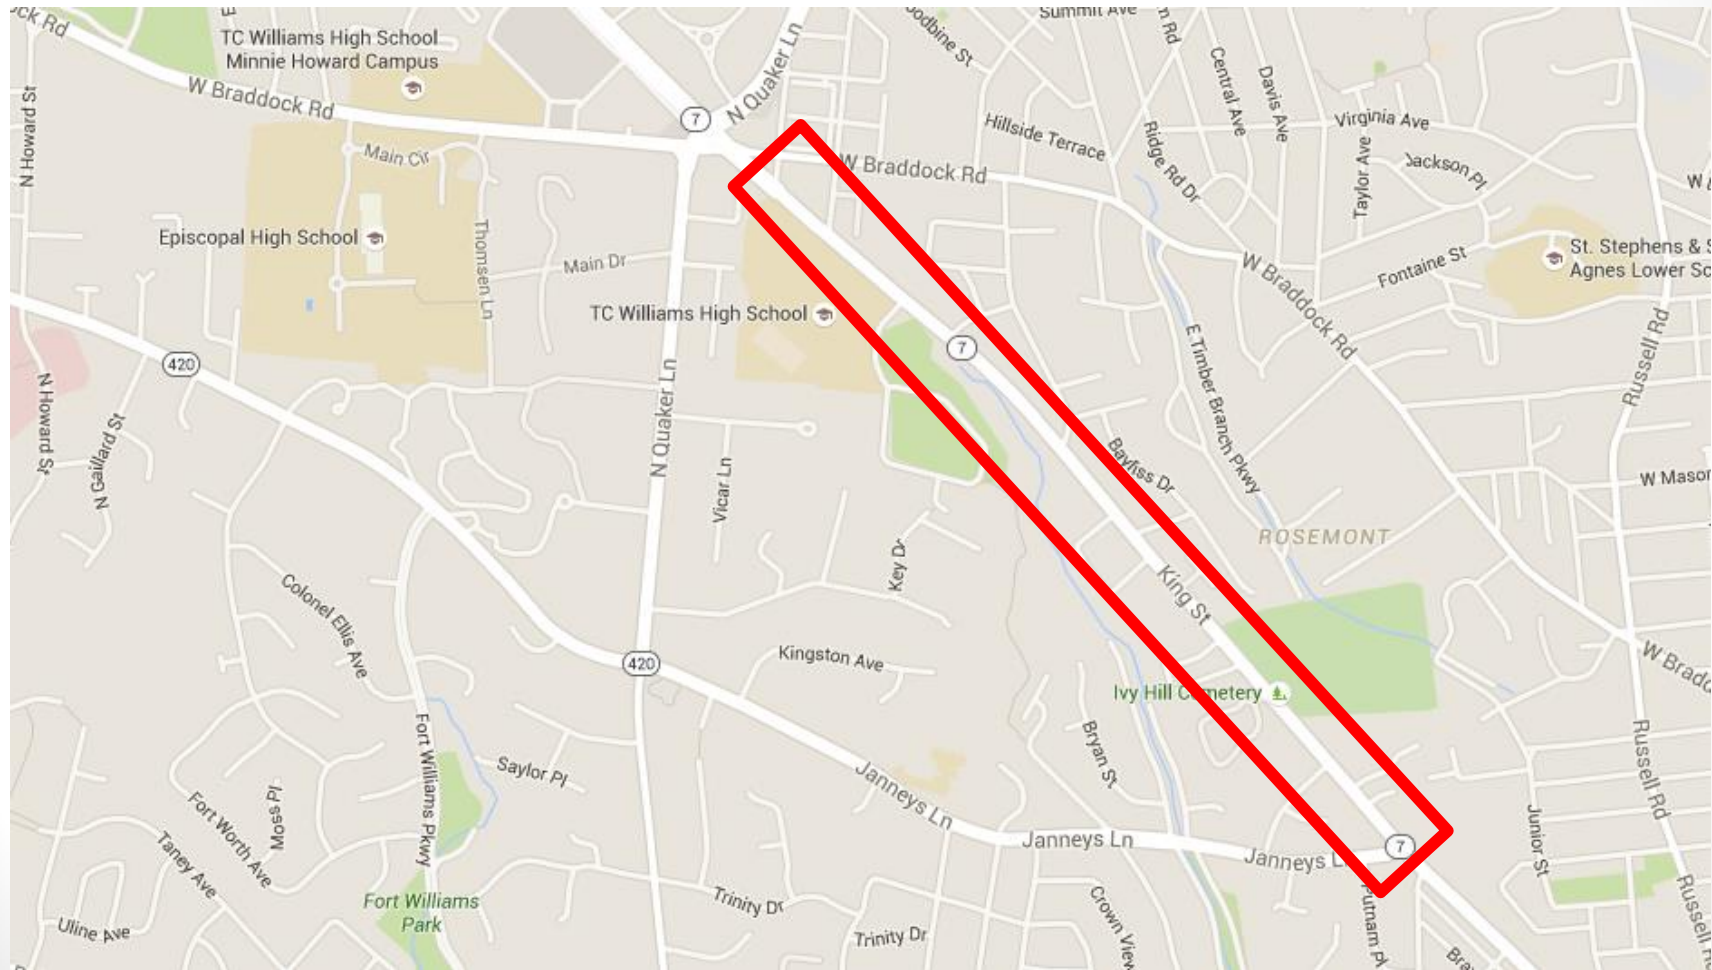 TC Williams High School
Minnie Howard Campus
Summit Ave
N Quaker Ln
W Braddock Rd
7
N Howard St
Main Cir
Hillside Terrace
Central Ave
Davis Ave
Virginia Ave
Ridge Rd Dr
Taylor Ave
Jackson Pl
W Braddock Rd
Episcopal High School
Thomsen Ln
Main Dr
TC Williams High School
Fontaine St
St. Stephens & S
Agnes Lower Sc
W Braddock Rd
Russell Rd
420
7
E Timber Branch Pkwy
N Howard St
N Gaillard St
N Quaker Ln
Vicar Ln
Bayliss Dr
W Mason
ROSEMONT
Key Dr
King St
Colonel Ellis Ave
420
Kingston Ave
Ivy Hill Cemetery
W Bradd
Russell Rd
Fort Williams Pkwy
Saylor Pl
Bryan St
Janneys Ln
Moss Pl
Fort Worth Ave
Taney Ave
Janneys Ln
Janneys L
7
Junior St
Fort Williams
Park
Trinity Dr
Trinity Dr
Crown View
Putnam Pl
Russell
Uline Ave